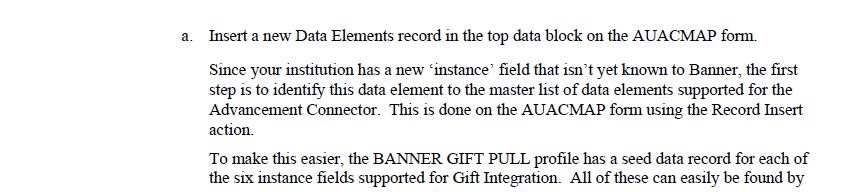 a. Insert a new Data Elements record in the top data block on the AUACMAP form.
Since your institution has a new ‘instance’ field that isn’t yet known to Banner, the first
step is to identify this data element to the master list of data elements supported for the
Advancement Connector. This is done on the AUACMAP form using the Record Insert
action.
To make this easier, the BANNER GIFT PULL profile has a seed data record for each of
the six instance fields supported for Gift Integration. All of these can easily be found by